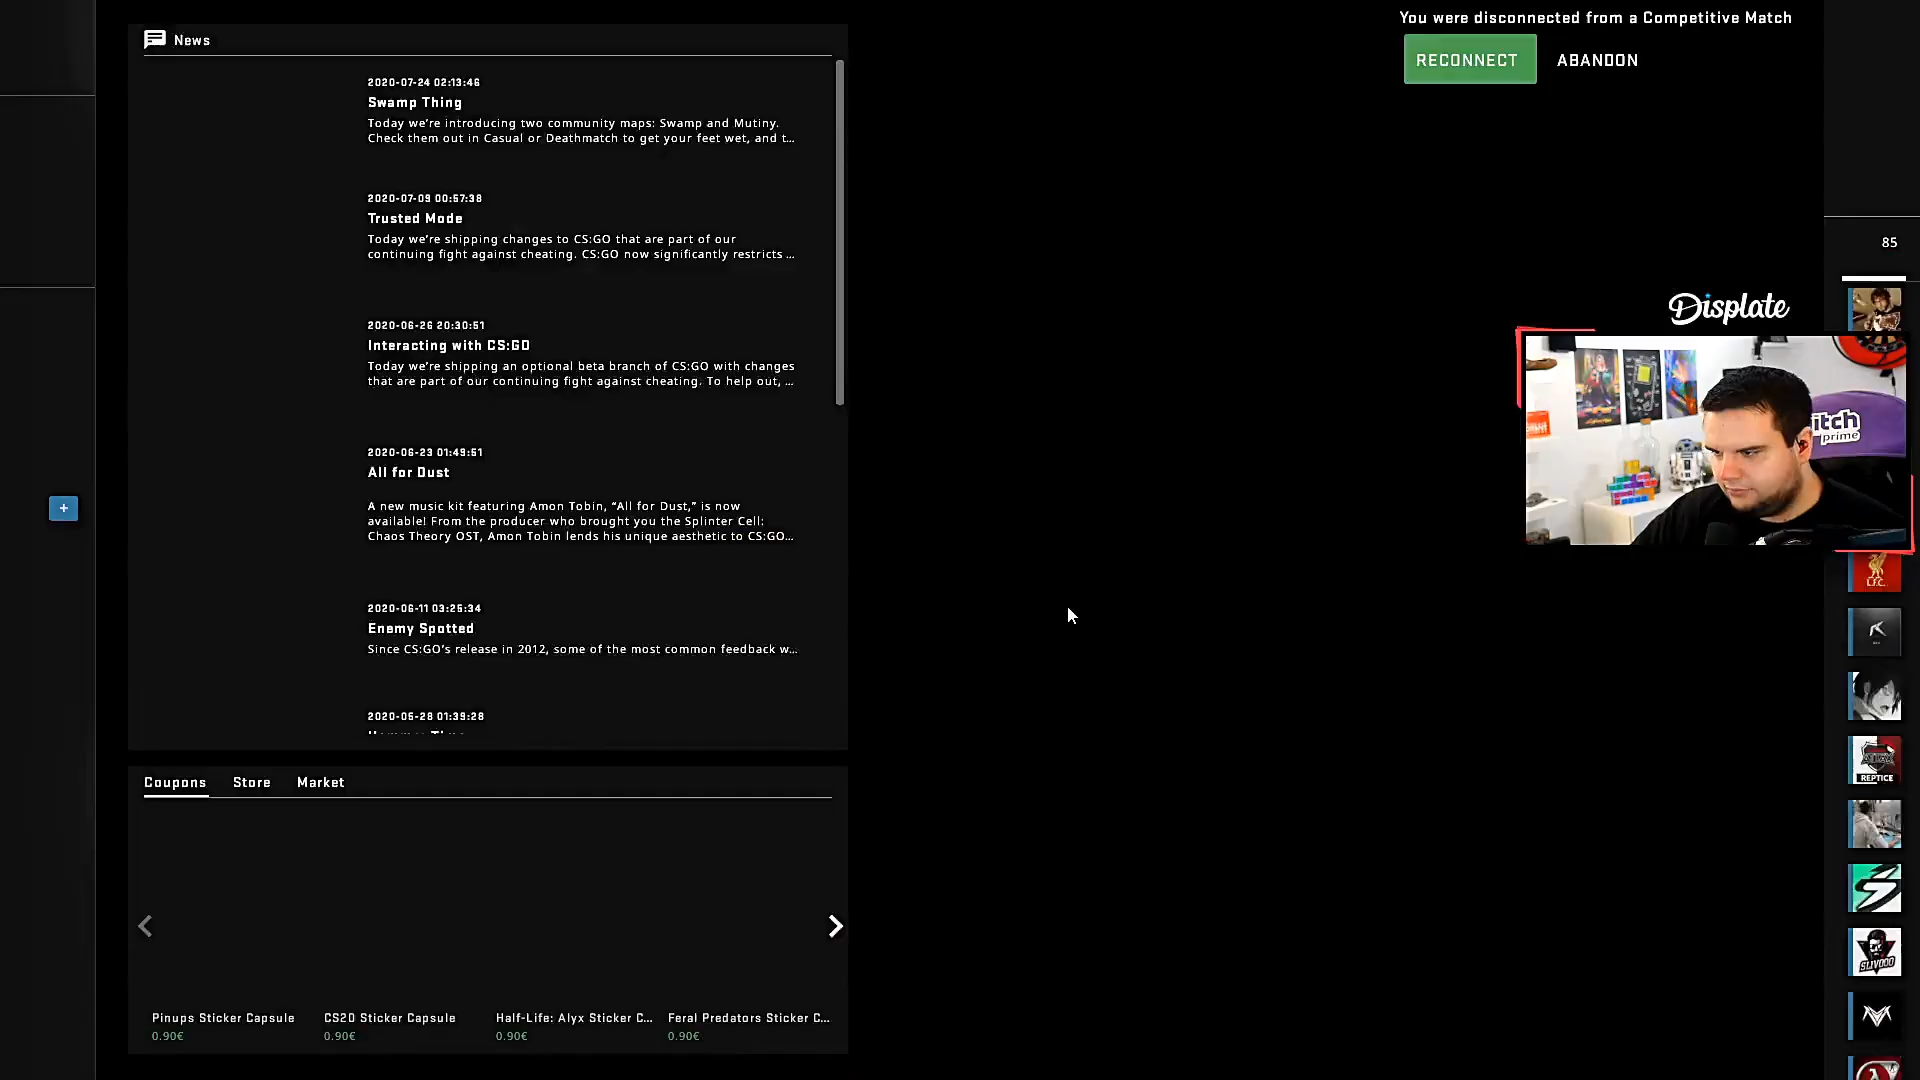 News
2020-07-24 02:13:46
Swamp Thing
Today we're introducing two community maps: Swamp and Mutiny.
Check them out in Casual or Deathmatch to get your feet wet, and t...
2020-07-09 00:57:38
Trusted Mode
Today we're shipping changes to CS:GO that are part of our
continuing fight against cheating. CS:GO now significantly restricts ...
2020-06-26 20:30:51
Interacting with CS:GO
Today we're shipping an optional beta branch of CS:GO with changes
that are part of our continuing fight against cheating. To help out, ...
2020-06-23 01:49:51
All for Dust
A new music kit featuring Amon Tobin, “All for Dust,” is now
available! From the producer who brought you the Splinter Cell:
Chaos Theory OST, Amon Tobin lends his unique aesthetic to CS:GO...
2020-06-11 03:25:34
Enemy Spotted
Since CS:GO's release in 2012, some of the most common feedback w...
2020-05-28 01:39:28
Coupons Store Market
Pinups Sticker Capsule
0.90€
CS20 Sticker Capsule
0.90€
Half-Life: Alyx Sticker C...
0.90€
Feral Predators Sticker C...
0.90€
You were disconnected from a Competitive Match
RECONNECT ABANDON
85
Displate
itch
prime
L.F.C.
REPTICE
SLIVODO